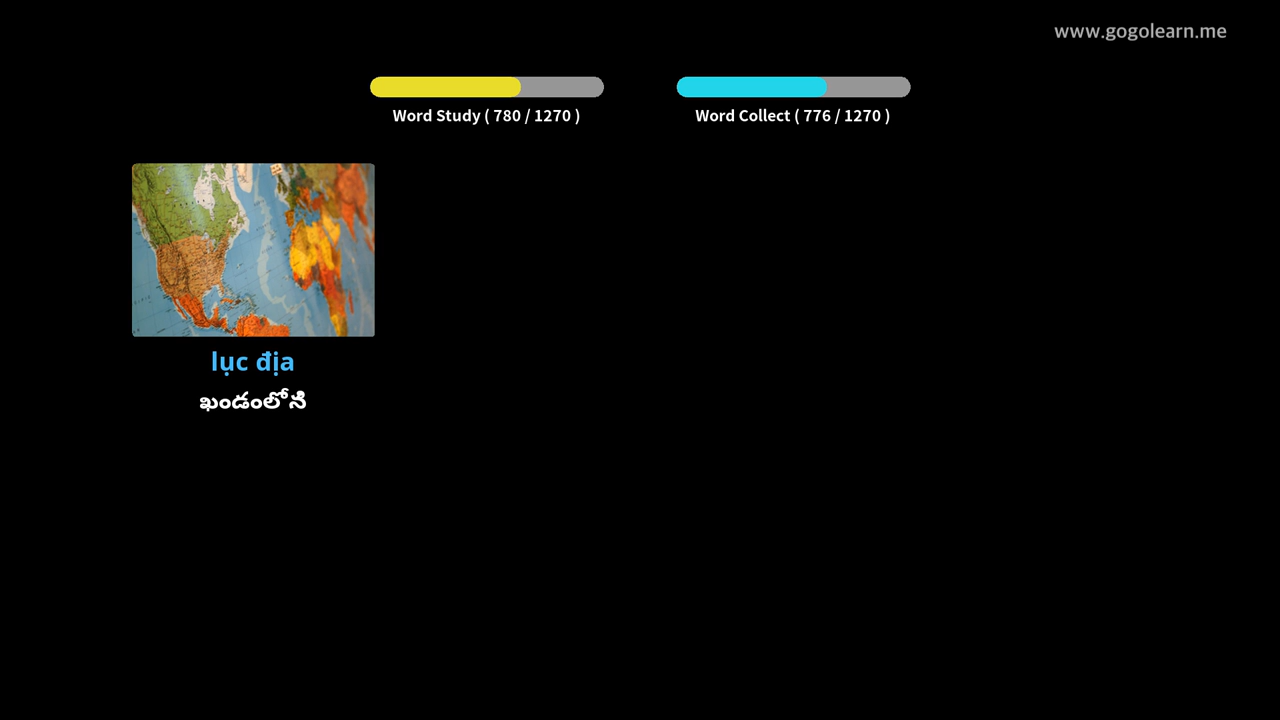 www.gogolearn.me
Word Study ( 780 / 1270 )
Word Collect ( 776 / 1270 )
lục địa
ఖండంలోని